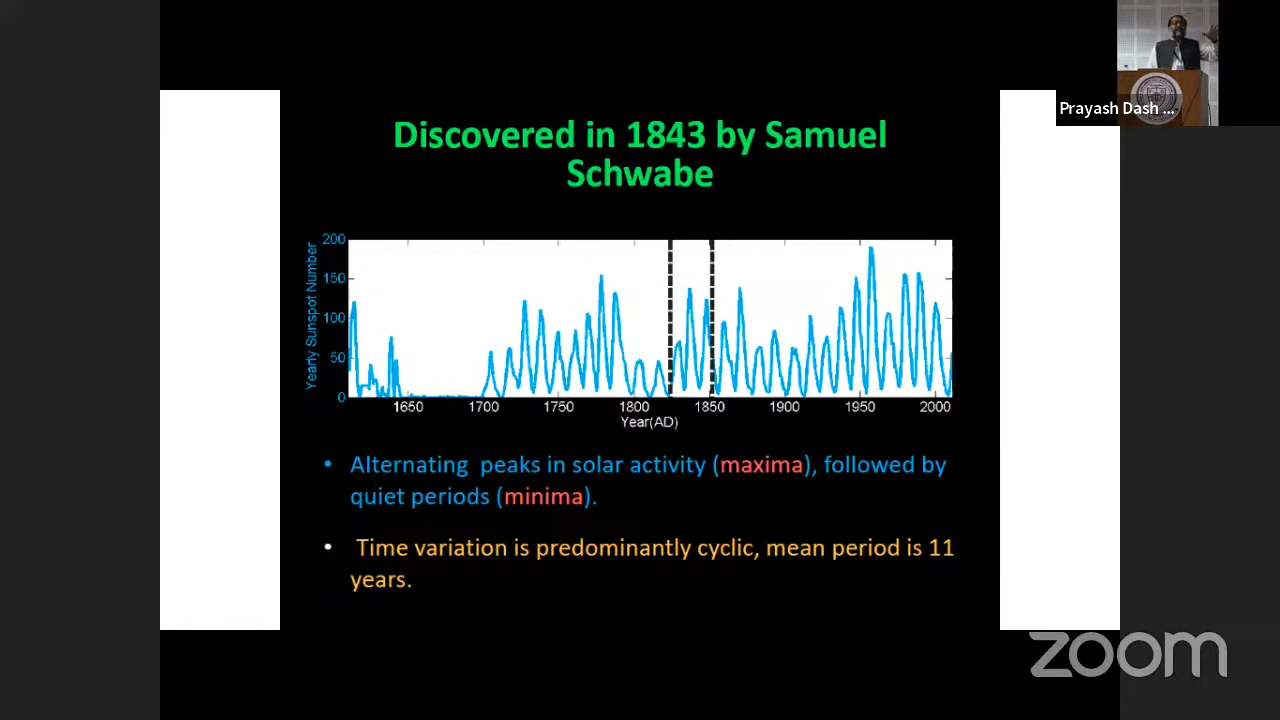 Prayash Dash ...
Discovered in 1843 by Samuel
Schwabe
Yearly Sunspot Number
200
150
100
50
0
1650 1700 1750 1800 1850 1900 1950 2000
Year(AD)
• Alternating peaks in solar activity (maxima), followed by
quiet periods (minima).
• Time variation is predominantly cyclic, mean period is 11
years.
zoom